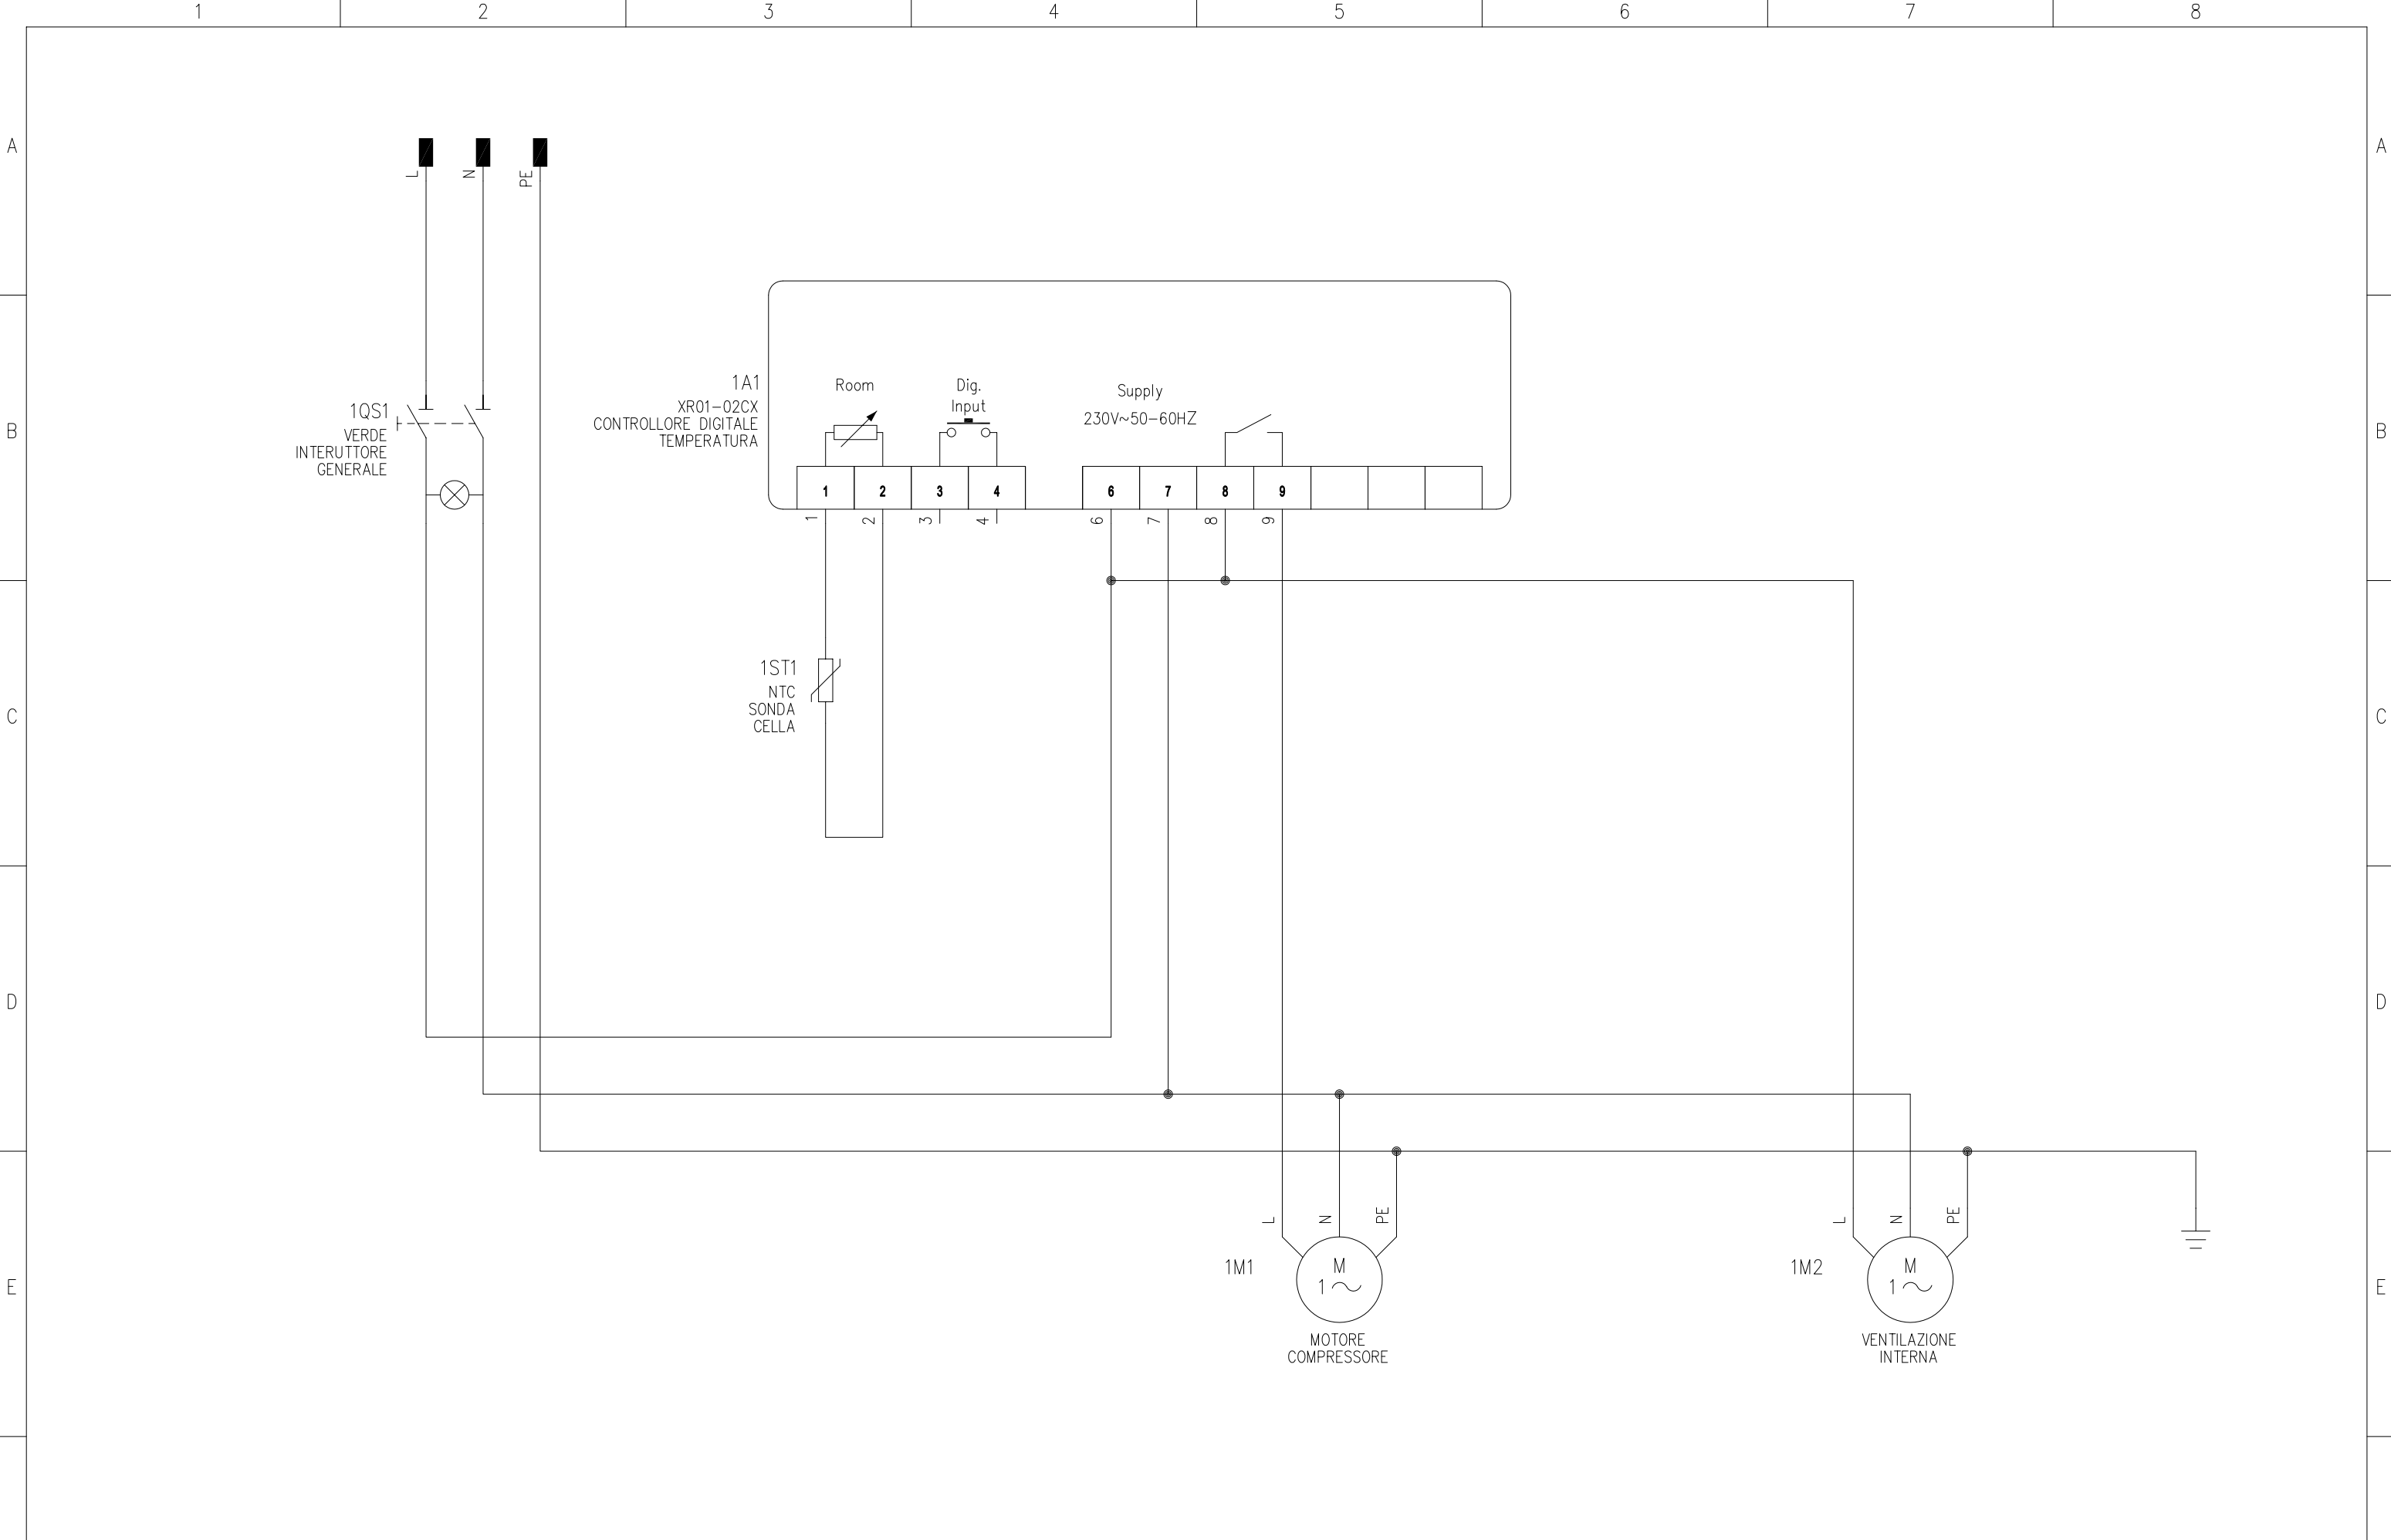 1 2 3 4 5 6 7 8
A A
L N PE
1A1
XR01-02CX
CONTROLLORE DIGITALE
TEMPERATURA
Room
Dig.
Input
Supply
230V~50-60HZ
1QS1
VERDE
INTERUTTORE
GENERALE
B B
1 2 3 4 6 7 8 9
1 2 3 4 6 7 8 9
1ST1
NTC
SONDA
CELLA
C C
D D
L N PE L N PE
1M1
M
1
1M2
M
1
E E
MOTORE
COMPRESSORE
VENTILAZIONE
INTERNA